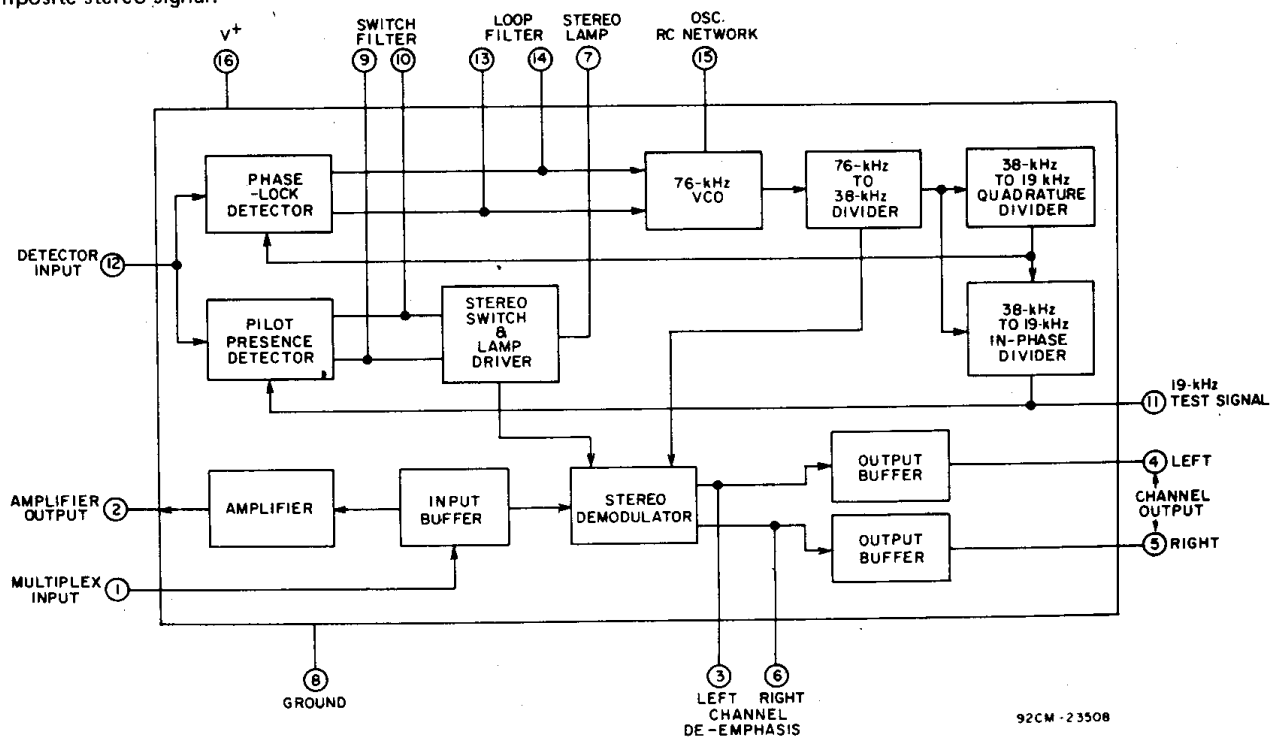 mposite stereo signal.
V+
16
SWITCH
FILTER
9
10
LOOP
FILTER
13
14
STEREO
LAMP
7
OSC.
RC NETWORK
15
PHASE
-LOCK
DETECTOR
76-kHz
VCO
76-kHz
TO
38-kHz
DIVIDER
38-kHz
TO 19 kHz
QUADRATURE
DIVIDER
DETECTOR
INPUT
12
PILOT
PRESENCE
DETECTOR
STEREO
SWITCH
&
LAMP
DRIVER
38-kHz
TO 19-kHz
IN-PHASE
DIVIDER
11
19-kHz
TEST SIGNAL
AMPLIFIER
OUTPUT
2
AMPLIFIER
INPUT
BUFFER
STEREO
DEMODULATOR
OUTPUT
BUFFER
4 LEFT
CHANNEL
OUTPUT
OUTPUT
BUFFER
5 RIGHT
MULTIPLEX
INPUT
1
8
GROUND
3
6
LEFT RIGHT
CHANNEL
DE-EMPHASIS
92CM-23508